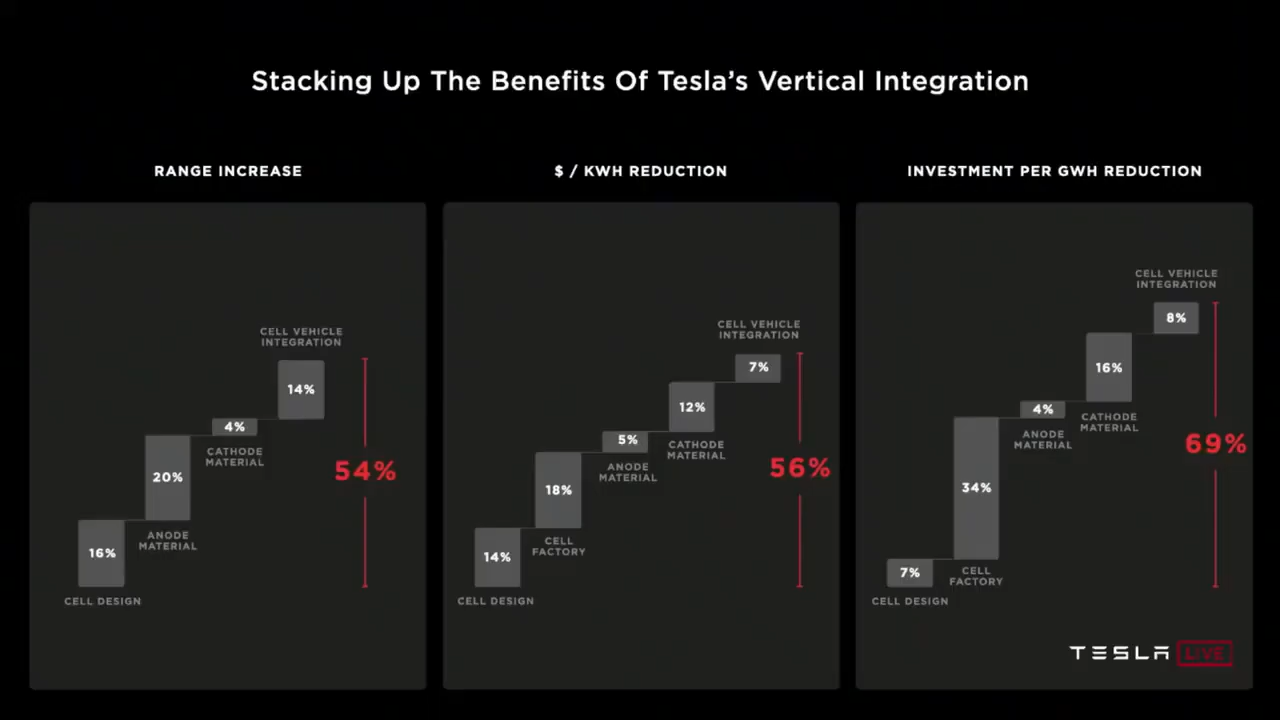 Stacking Up The Benefits Of Tesla's Vertical Integration
RANGE INCREASE
CELL VEHICLE
INTEGRATION
14%
4%
CATHODE
MATERIAL
20%
ANODE
MATERIAL
16%
CELL DESIGN
54%
$ / KWH REDUCTION
CELL VEHICLE
INTEGRATION
7%
12%
CATHODE
MATERIAL
5%
ANODE
MATERIAL
18%
CELL
FACTORY
14%
CELL DESIGN
56%
INVESTMENT PER GWH REDUCTION
CELL VEHICLE
INTEGRATION
8%
16%
CATHODE
MATERIAL
4%
ANODE
MATERIAL
34%
CELL
FACTORY
7%
CELL DESIGN
69%
TESLA LIVE